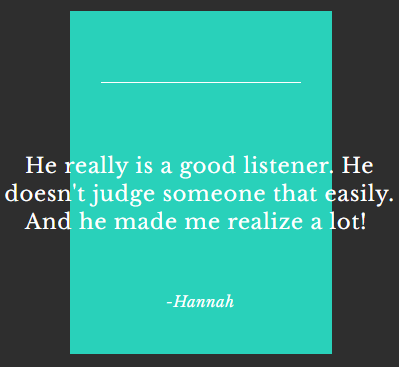 He really is a good listener. He
doesn't judge someone that easily.
And he made me realize a lot!
-Hannah